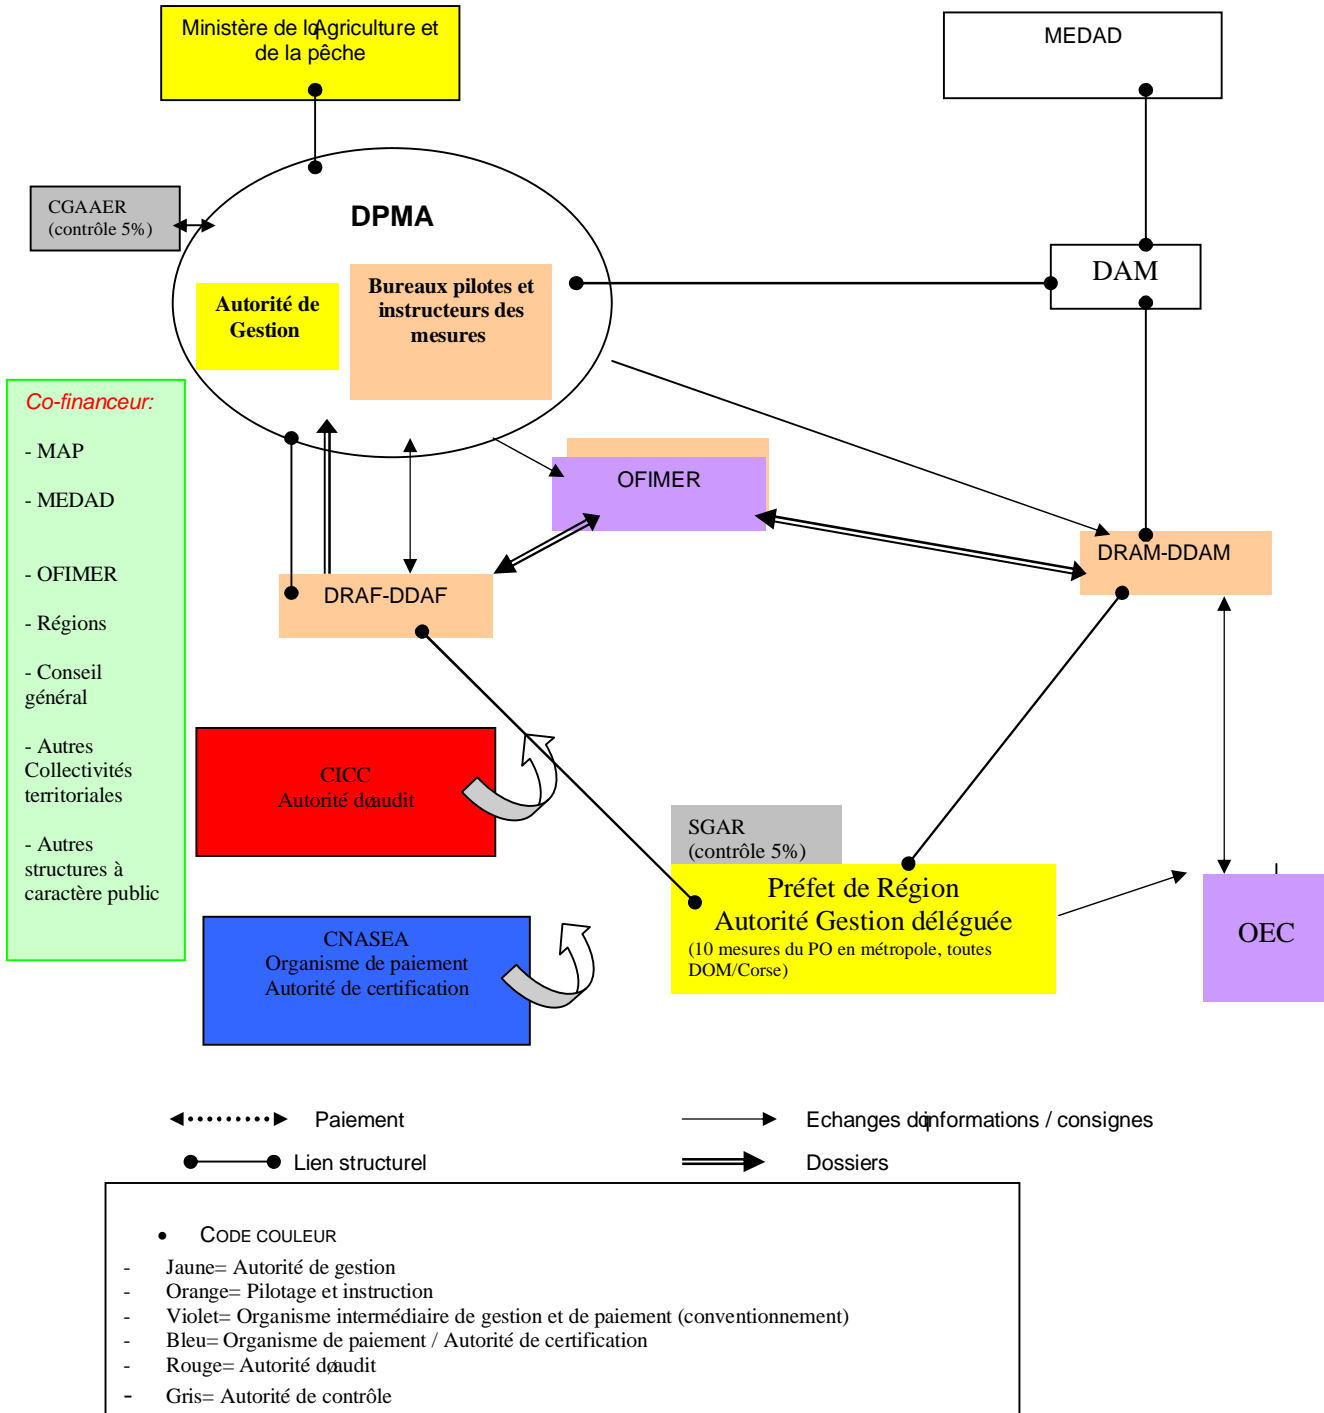 Ministère de lqAgriculture et
de la pêche
MEDAD
CGAAER
(contrôle 5%)
DPMA
DAM
Autorité de
Gestion
Bureaux pilotes et
instructeurs des
mesures
Co-financeur:
- MAP
- MEDAD
- OFIMER
- Régions
- Conseil
général
- Autres
Collectivités
territoriales
- Autres
structures à
caractère public
OFIMER
DRAF-DDAF
DRAM-DDAM
CICC
Autorité døaudit
SGAR
(contrôle 5%)
Préfet de Région
Autorité Gestion déléguée
(10 mesures du PO en métropole, toutes
DOM/Corse)
OEC
CNASEA
Organisme de paiement
Autorité de certification
Paiement
Echanges dqinformations / consignes
Lien structurel
Dossiers
• CODE COULEUR
- Jaune= Autorité de gestion
- Orange= Pilotage et instruction
- Violet= Organisme intermédiaire de gestion et de paiement (conventionnement)
- Bleu= Organisme de paiement / Autorité de certification
- Rouge= Autorité døaudit
- Gris= Autorité de contrôle